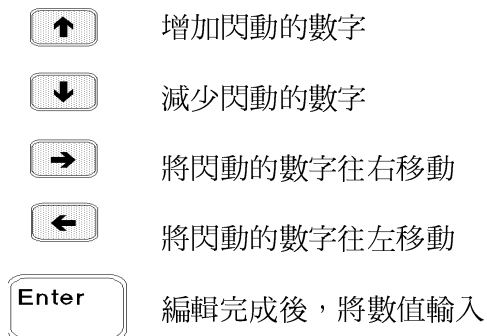 ↑ 增加閃動的數字
↓ 減少閃動的數字
→ 將閃動的數字往右移動
← 將閃動的數字往左移動
Enter 編輯完成後，將數值輸入